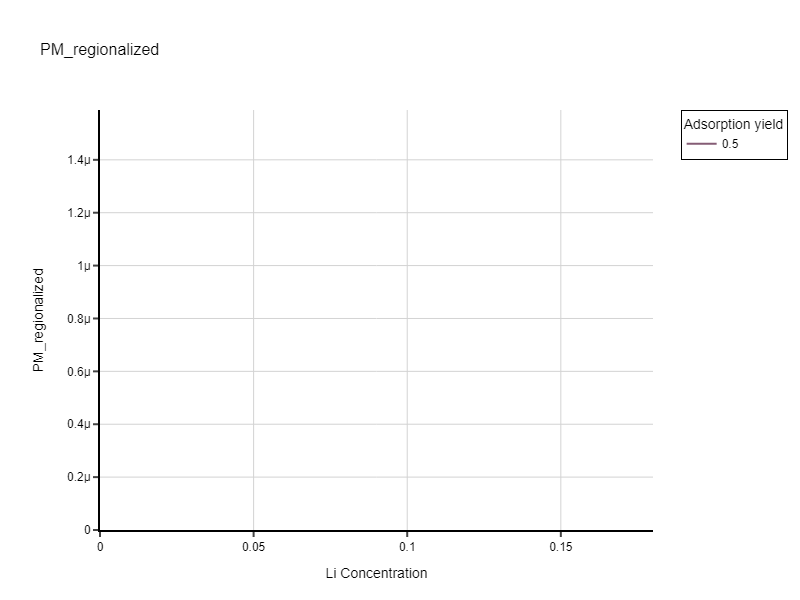 PM_regionalized
Adsorption yield
0.5
1.4μ
1.2μ
1μ
0.8μ
0.6μ
0.4μ
0.2μ
0
PM_regionalized
0
0.05
0.1
0.15
Li Concentration